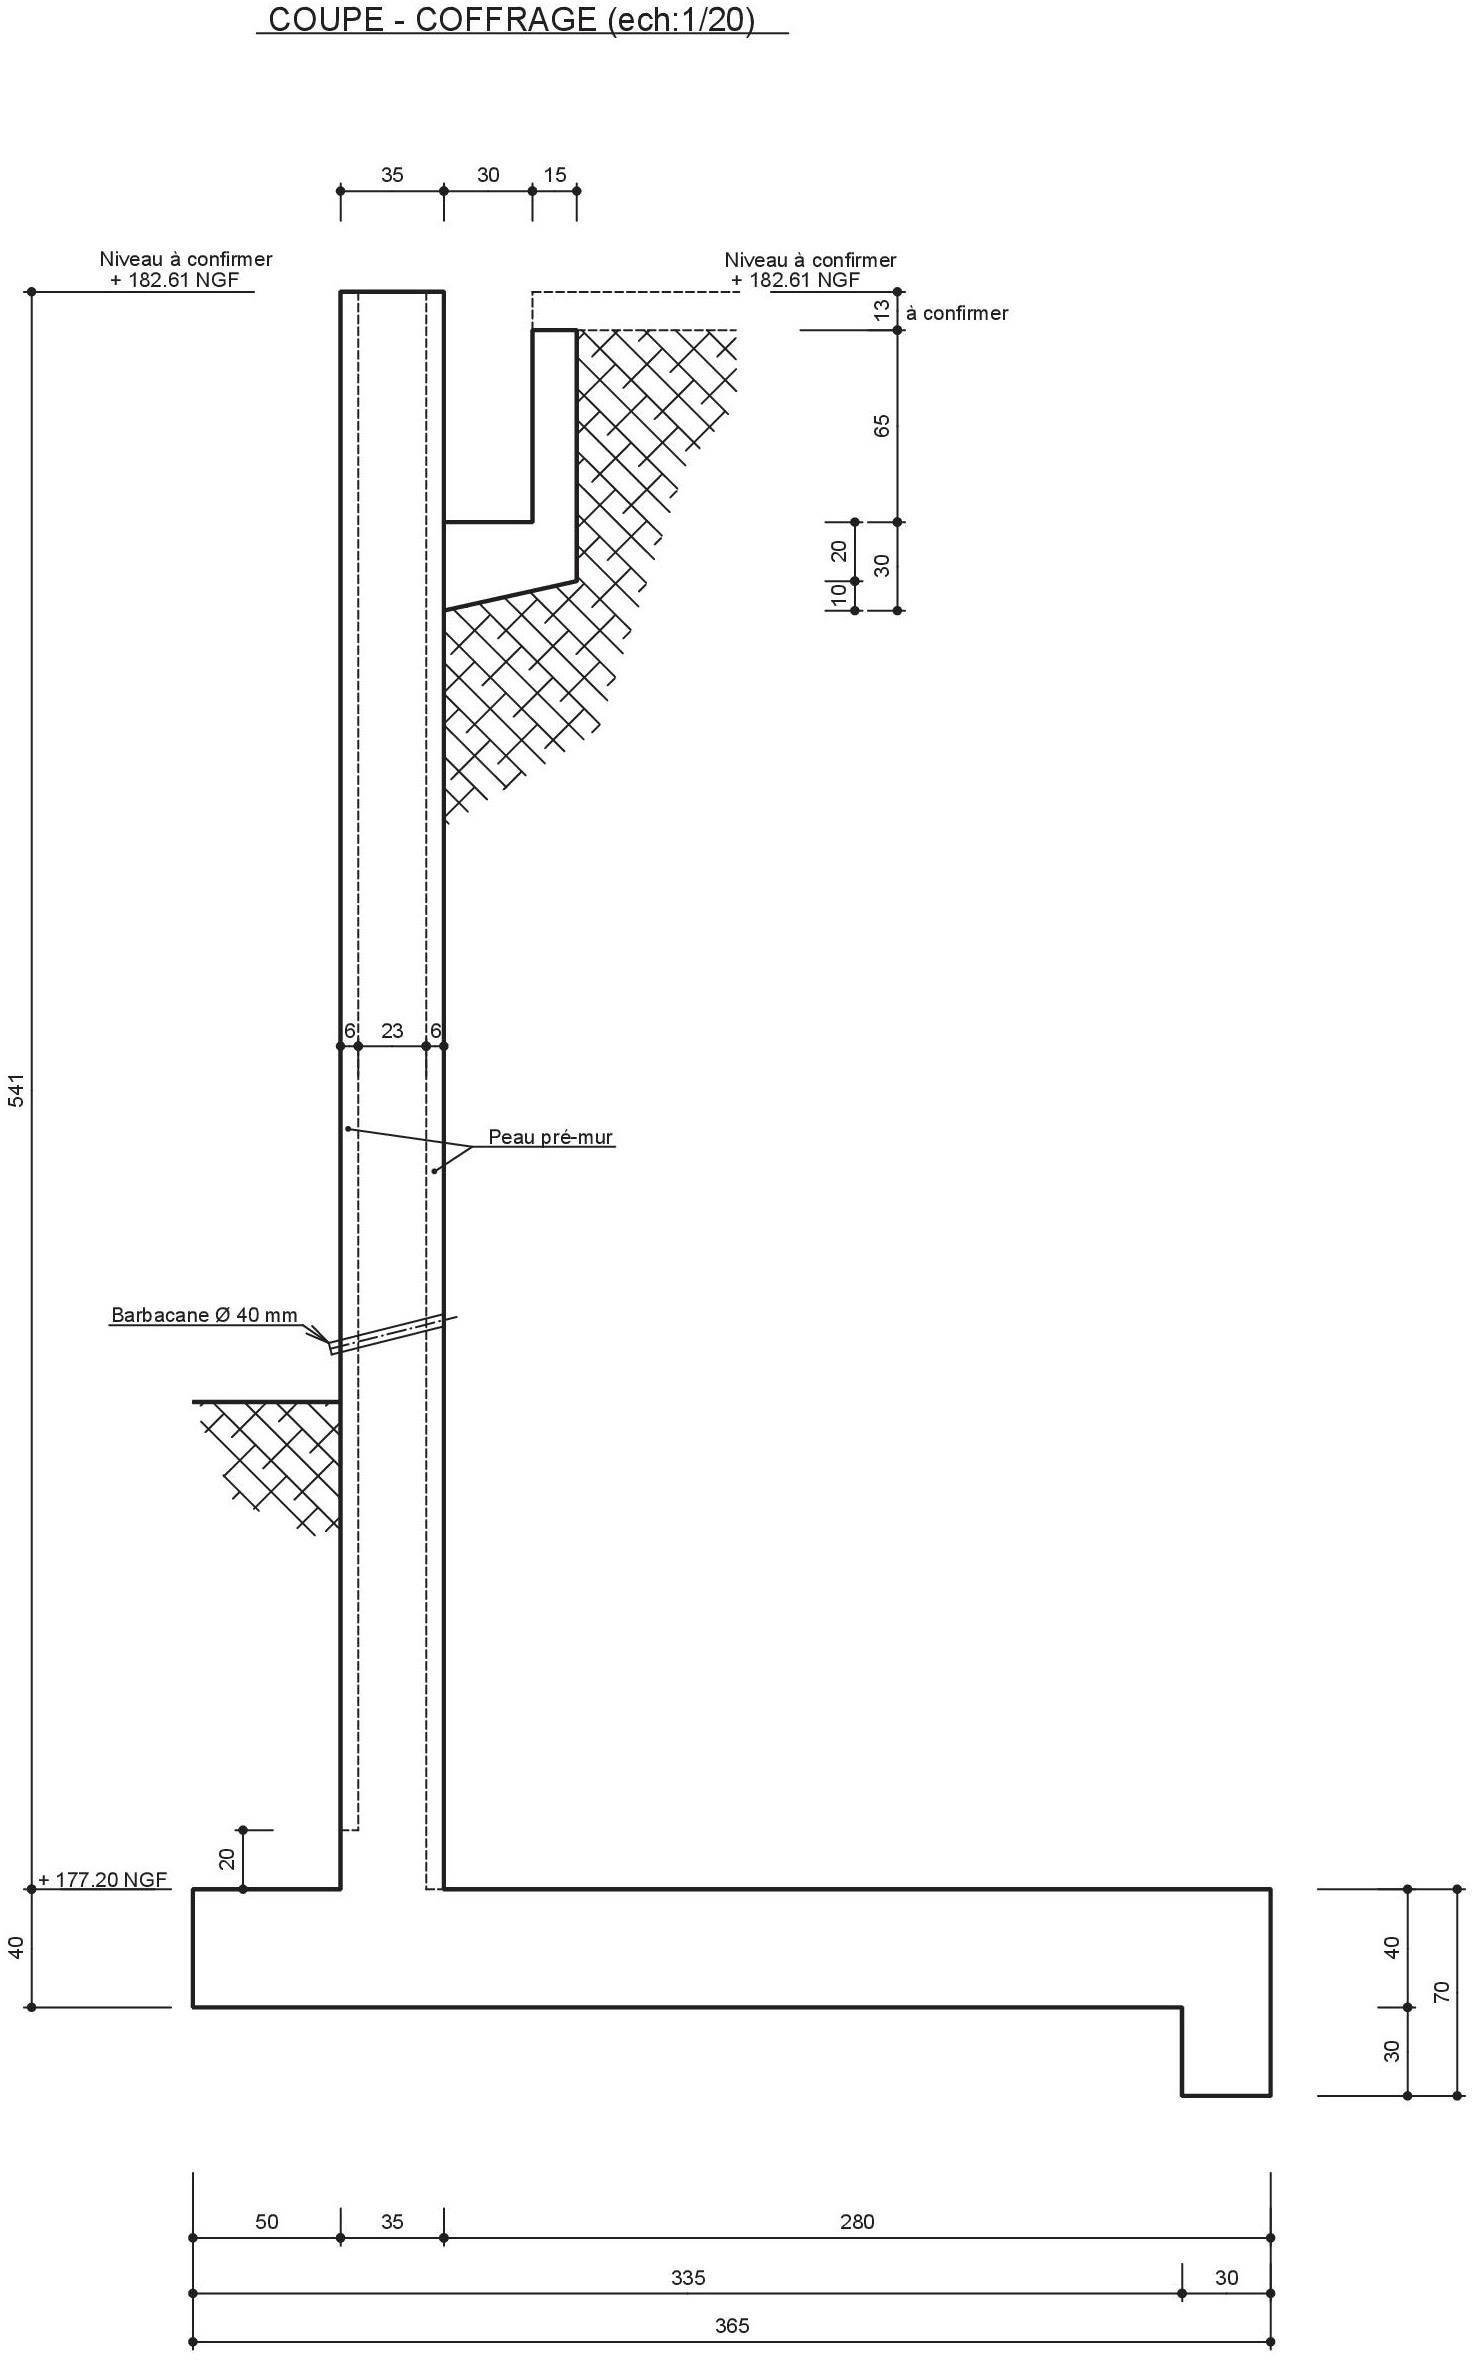 COUPE - COFFRAGE (ech:1/20)
35 30 15
Niveau à confirmer
+ 182.61 NGF
Niveau à confirmer
+ 182.61 NGF
13
à confirmer
65
20
30
10
6 23 6
541
Peau pré-mur
Barbacane Ø 40 mm
20
+ 177.20 NGF
40
40
70
30
50 35 280
335 30
365